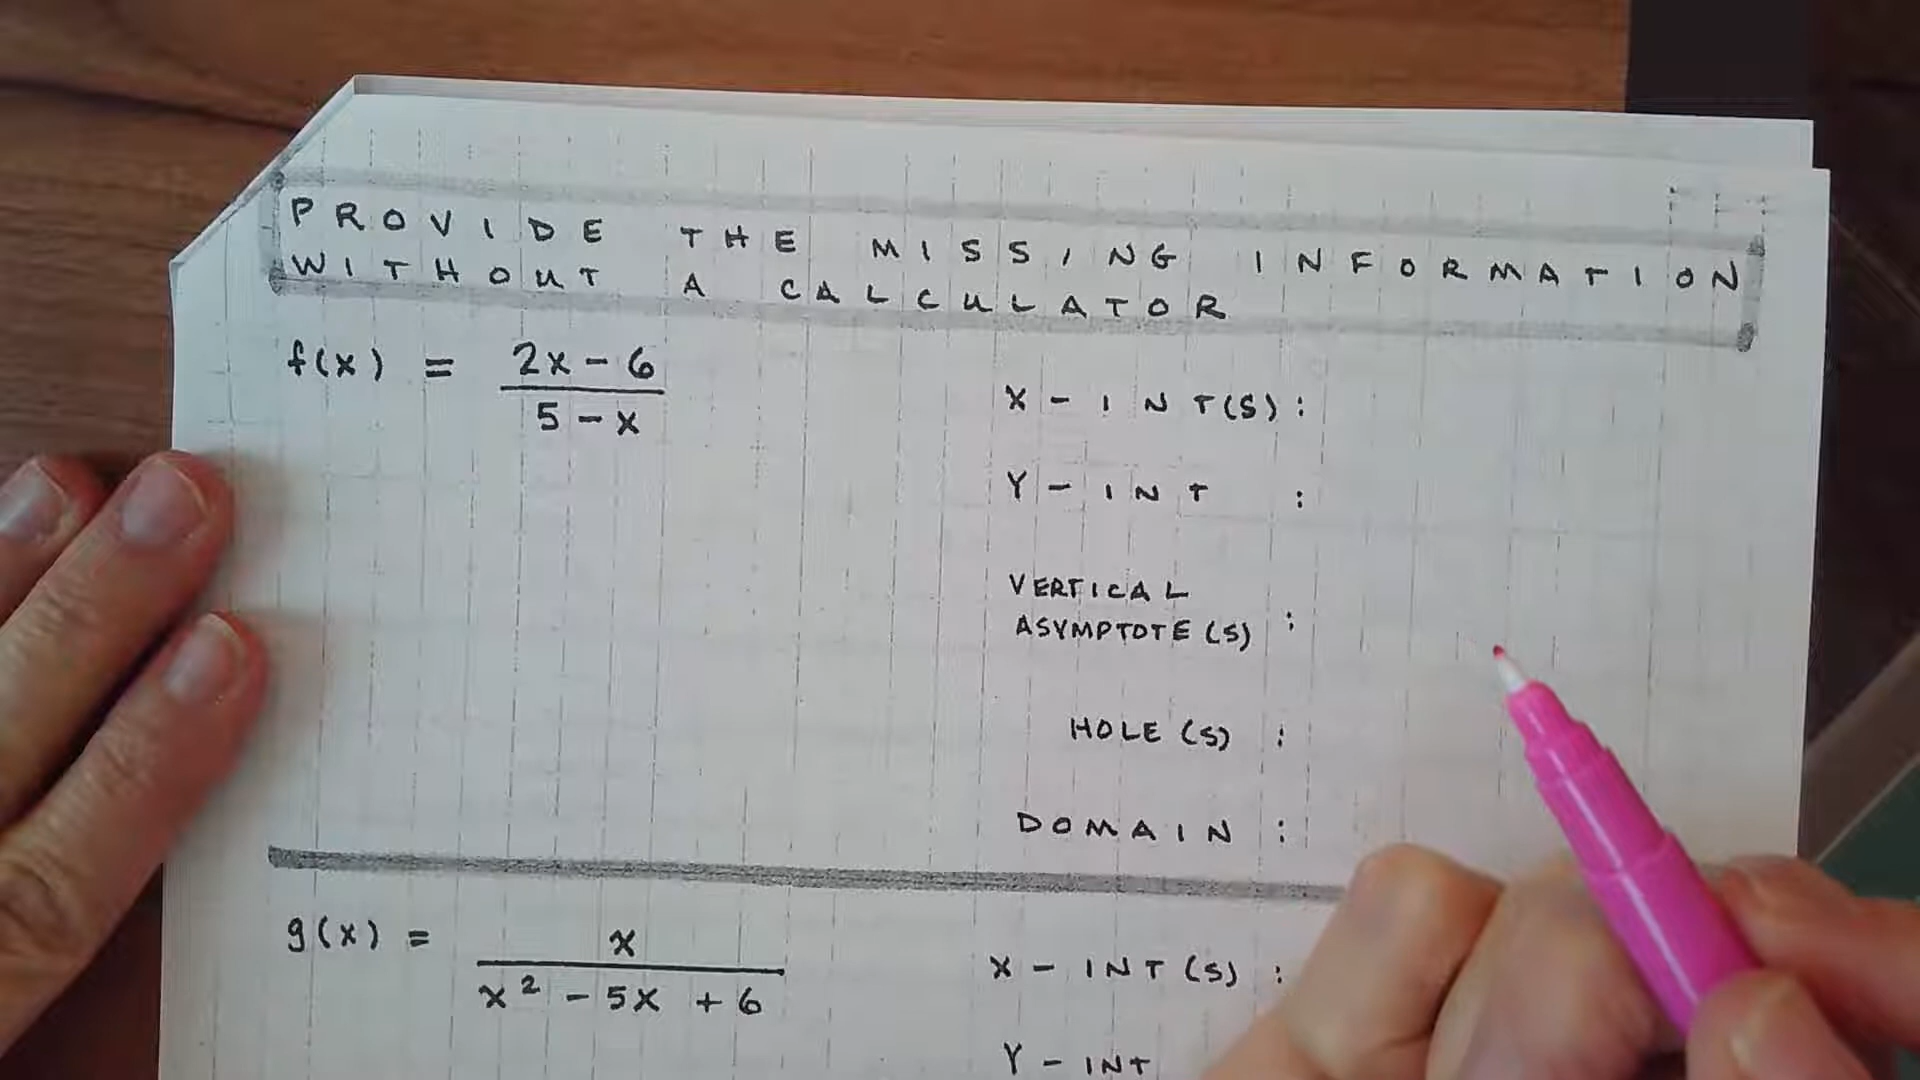 PROVIDE THE MISSING INFORMATION
WITHOUT A CALCULATOR
f(x) = (2x - 6)/(5 - x)
X-INT(S):
Y-INT :
VERTICAL
ASYMPTOTE(S) :
HOLE(S) :
DOMAIN :
g(x) = x/(x² - 5x + 6)
X-INT(S) :
Y-INT